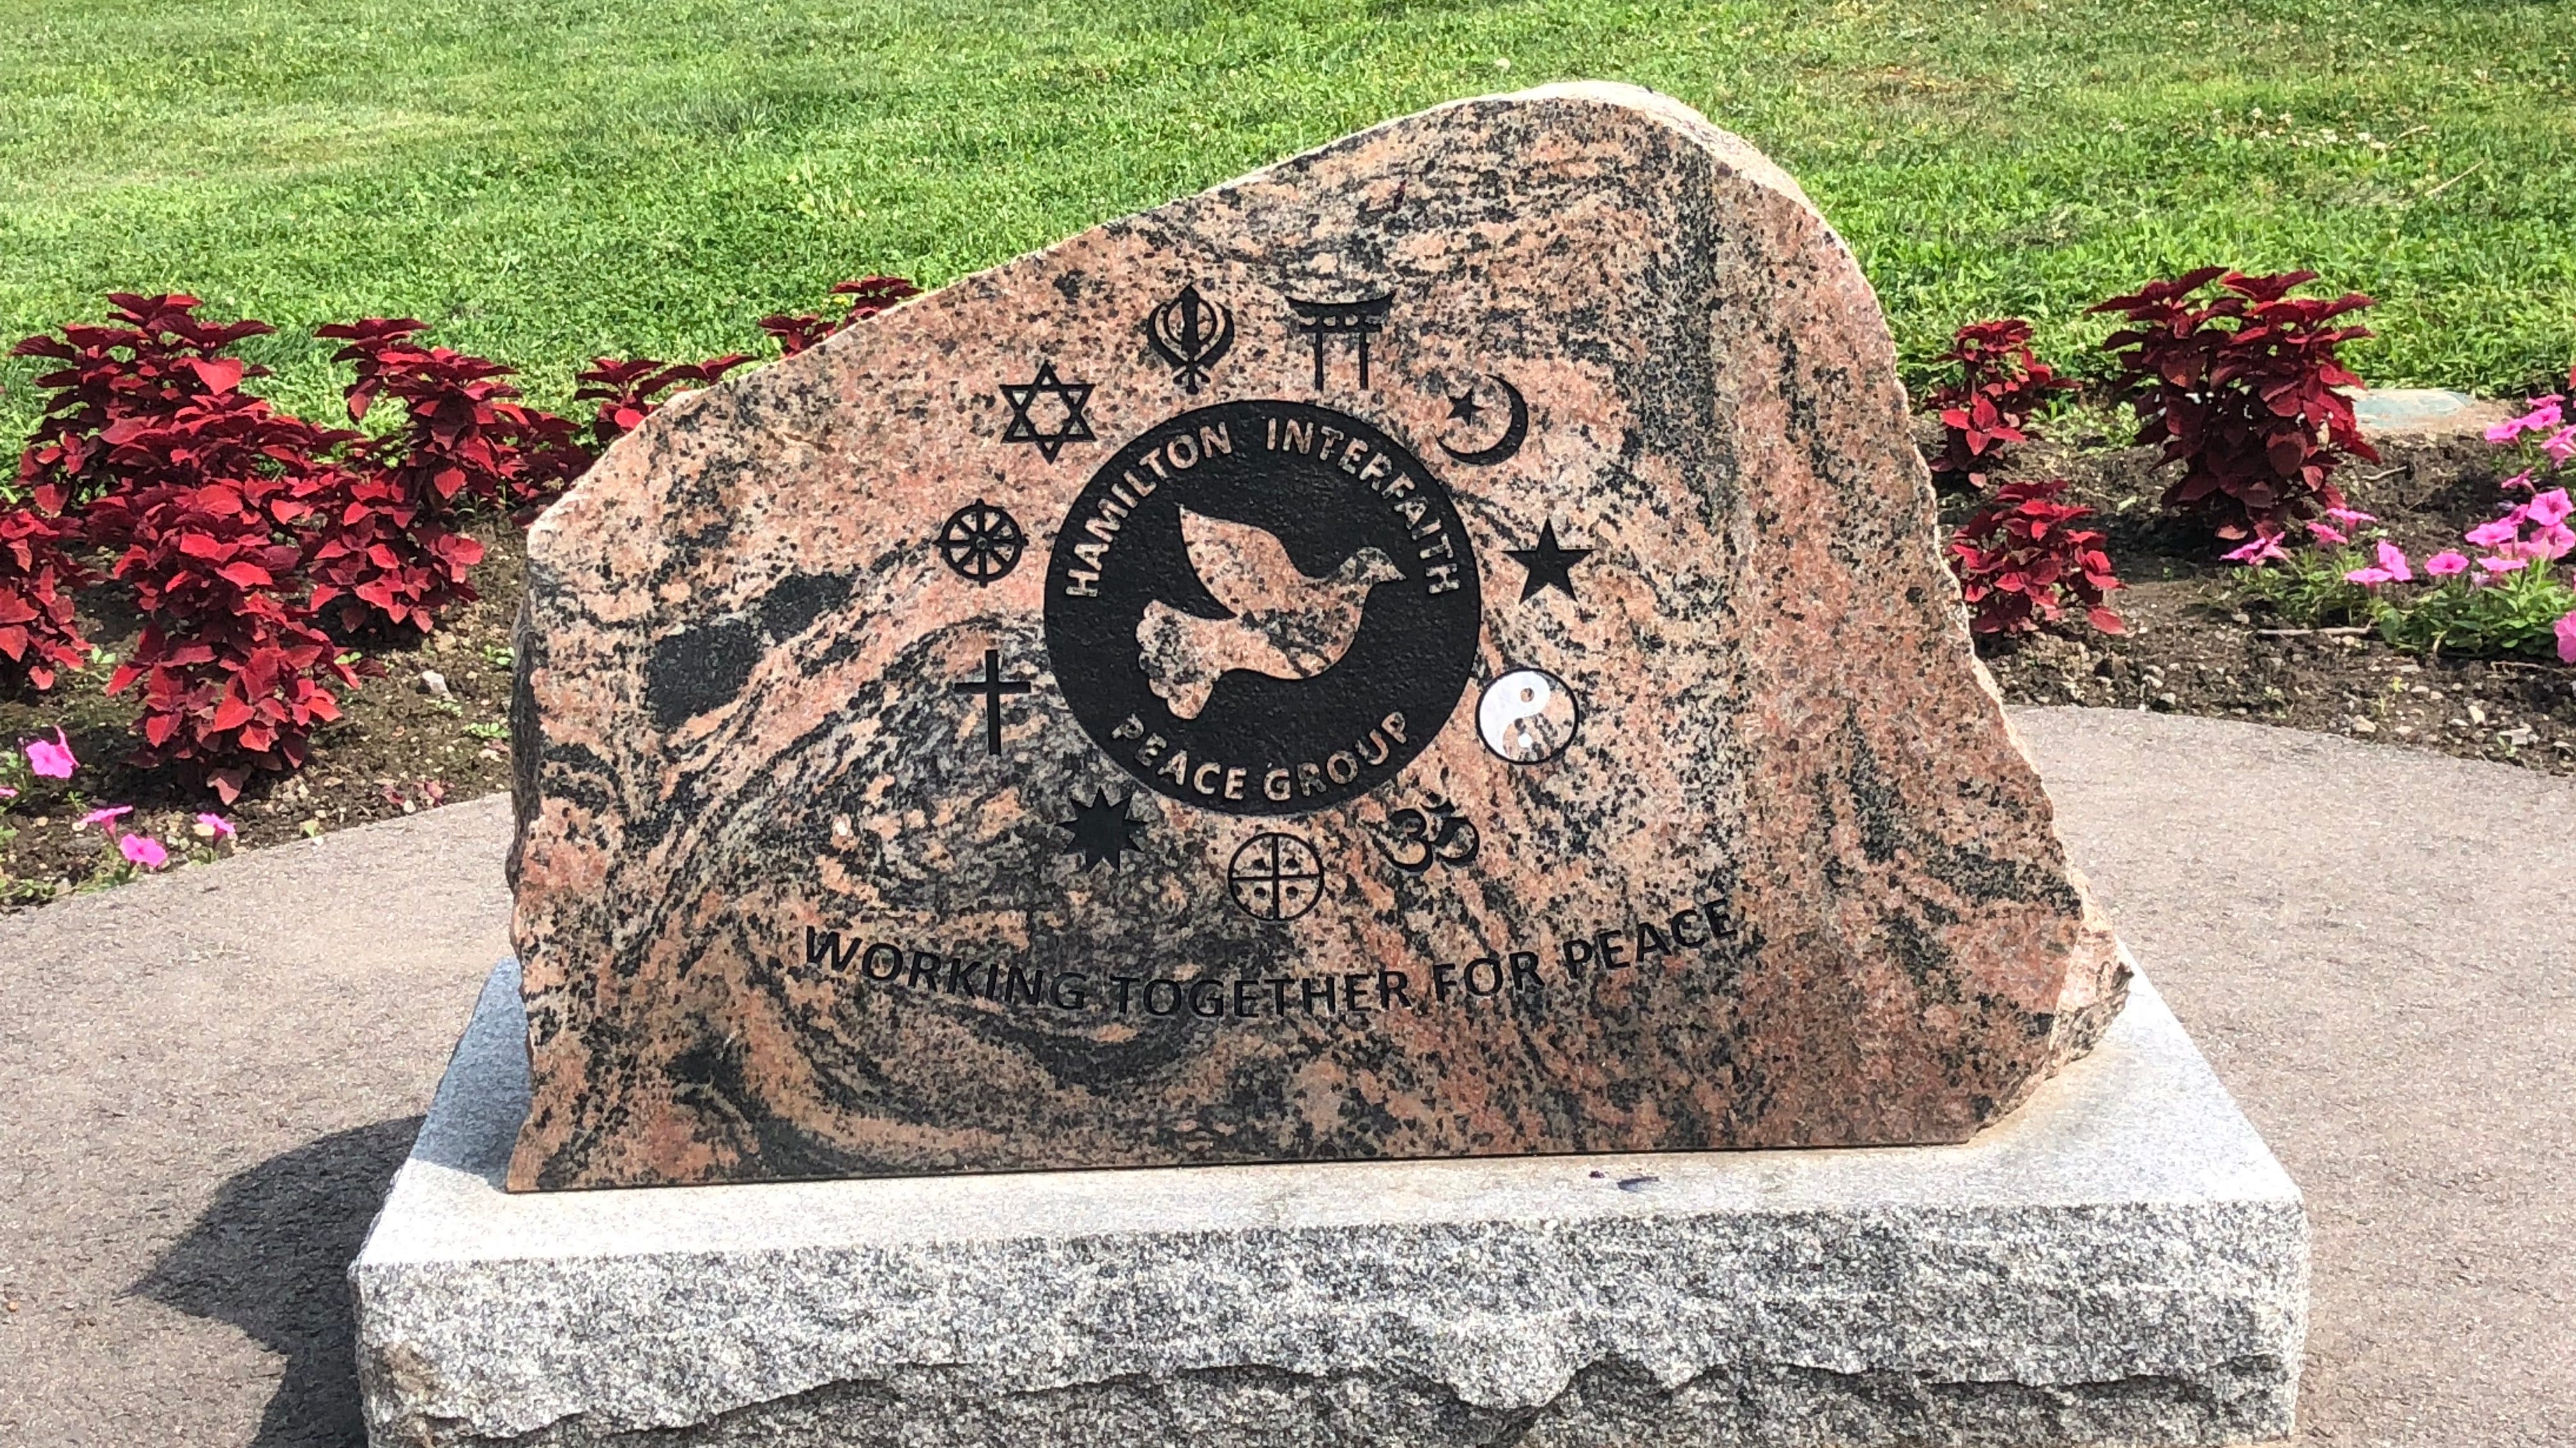 HAMILTON INTERFAITH
PEACE GROUP
WORKING TOGETHER FOR PEACE